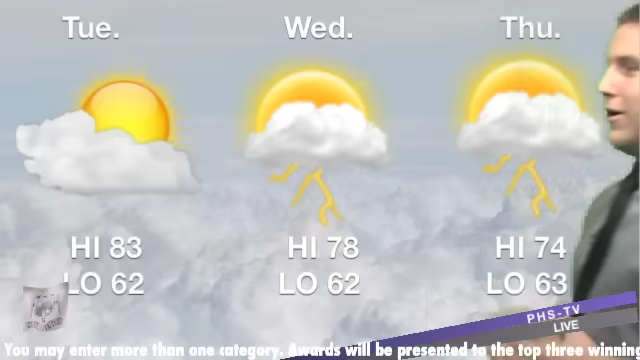 Tue. Wed. Thu.
HI 83 HI 78 HI 74
LO 62 LO 62 LO 63
PHS-TV
LIVE
You may enter more than one category. Awards will be presented to the top three